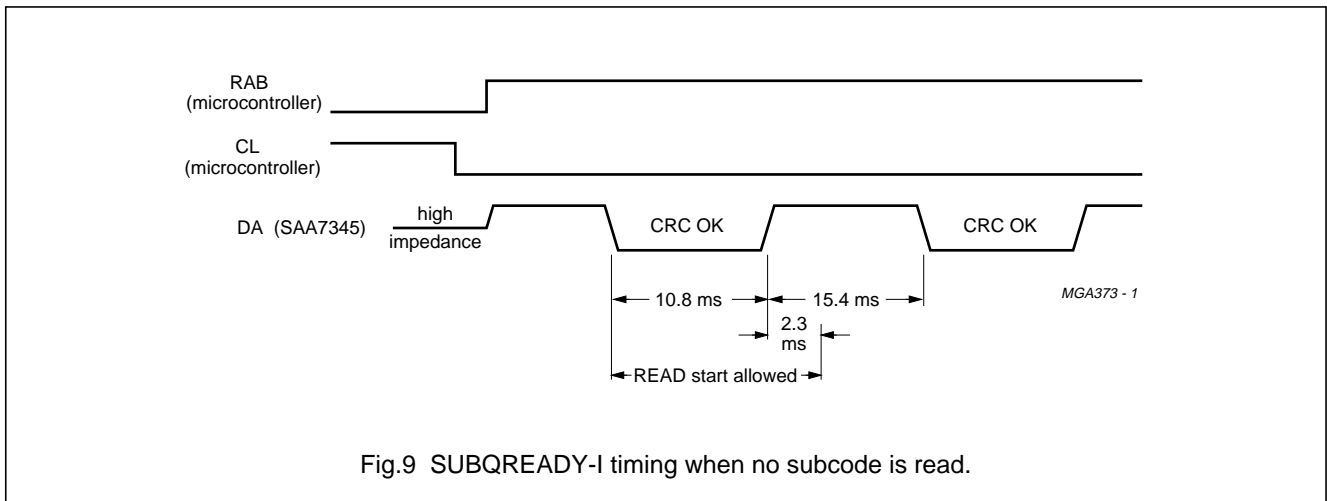 RAB
(microcontroller)
CL
(microcontroller)
DA (SAA7345)
high
impedance
CRC OK
CRC OK
10.8 ms
15.4 ms
MGA373 - 1
2.3
ms
READ start allowed
Fig.9 SUBQREADY-I timing when no subcode is read.